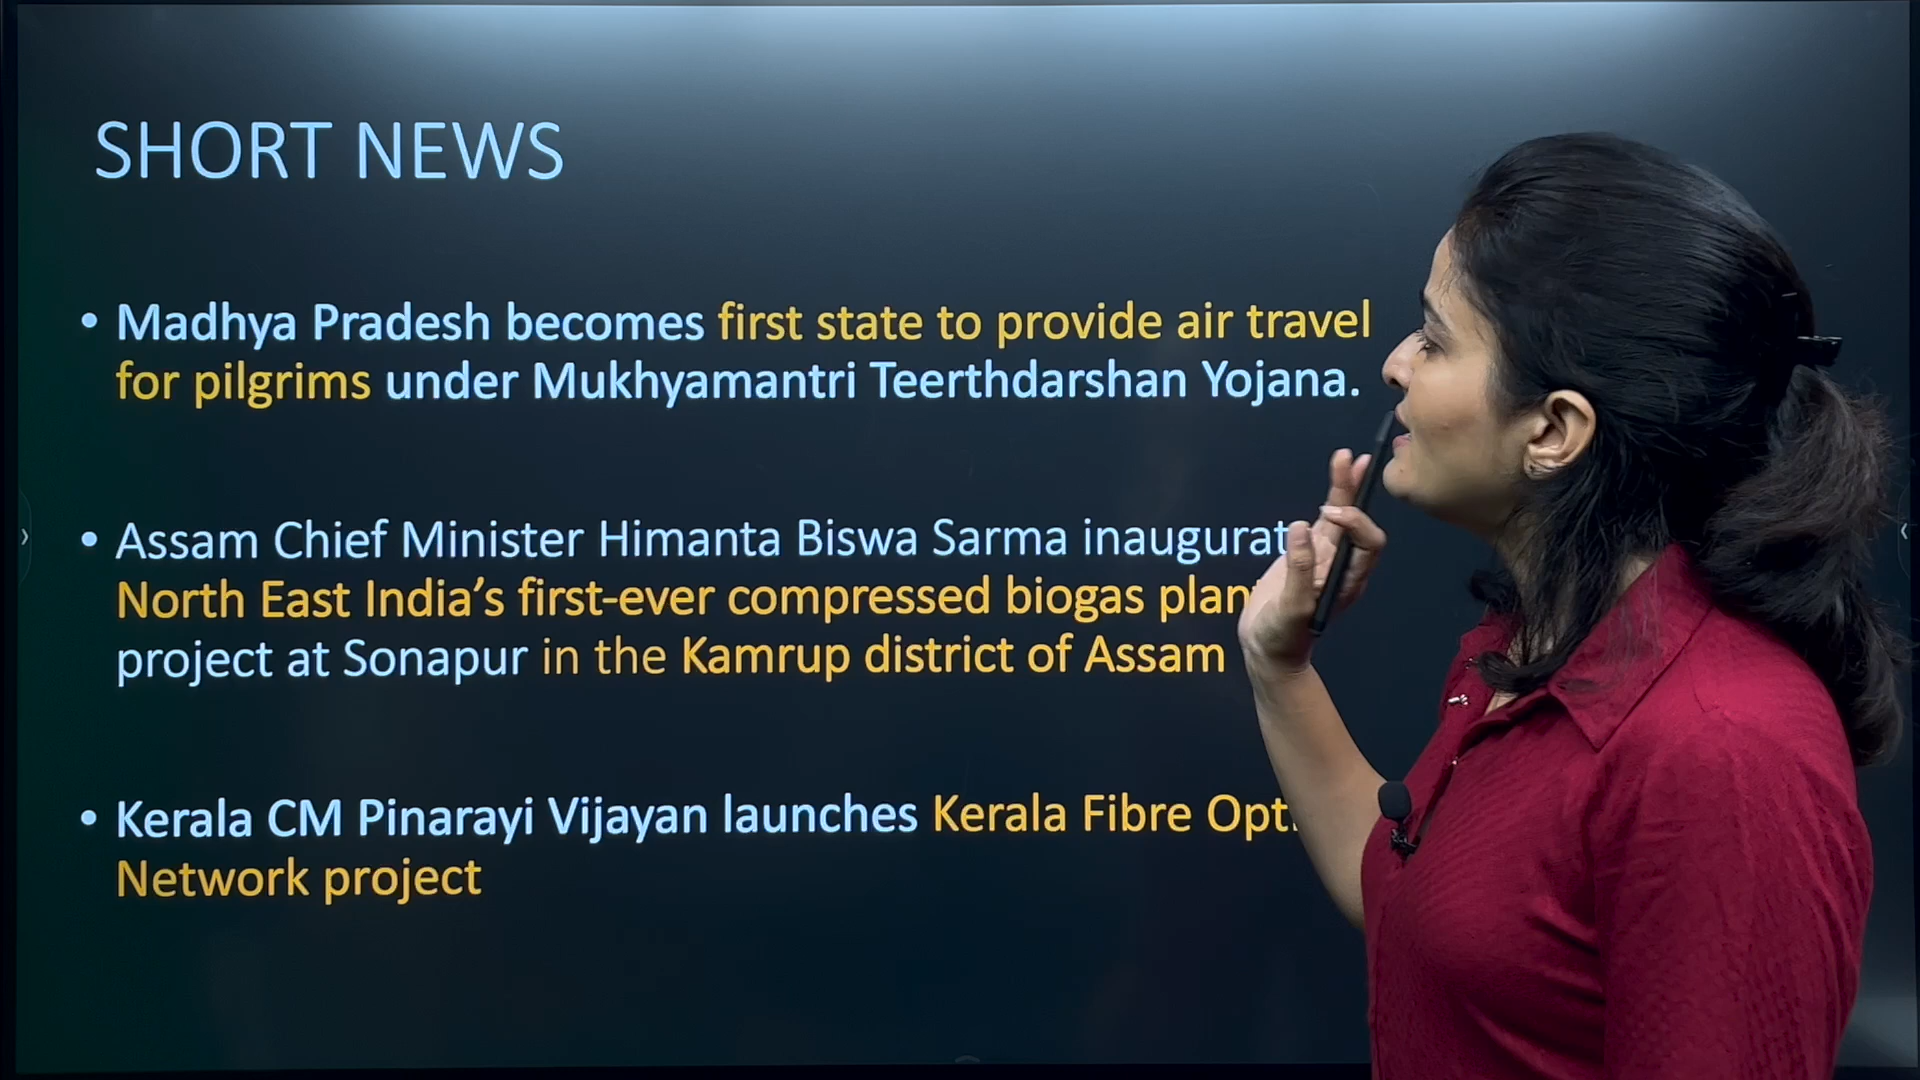 SHORT NEWS
• Madhya Pradesh becomes first state to provide air travel
for pilgrims under Mukhyamantri Teerthdarshan Yojana.
• Assam Chief Minister Himanta Biswa Sarma
North East India’s first-ever compressed biogas
project at Sonapur in the Kamrup district of Assam
• Kerala CM Pinarayi Vijayan launches Kerala Fibre
Network project